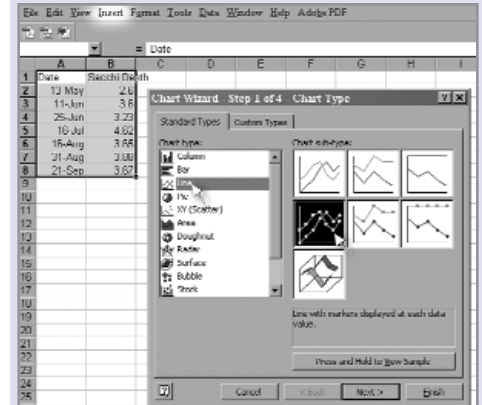 File Edit View Insert Format Tools Data Window Help Adobe PDF
= Date
A B C D E F G H I
1 Date Secchi Depth
2 13 May 2.6
3 11-Jun 3.6
4 25-Jun 3.23
5 16 Jul 4.62
6 15-Aug 3.65
7 31-Aug 3.88
8 21-Sep 3.67
9
10
11
12
13
14
15
16
17
18
19
20
21
22
23
24
25
Chart Wizard - Step 1 of 4 - Chart Type
Standard Types Custom Types
Chart type: Chart sub-type:
Column
Bar
Line
Pie
XY (Scatter)
Area
Doughnut
Radar
Surface
Bubble
Stock
Line with markers displayed at each data
value.
Press and Hold to View Sample
Cancel < Back Next > Finish